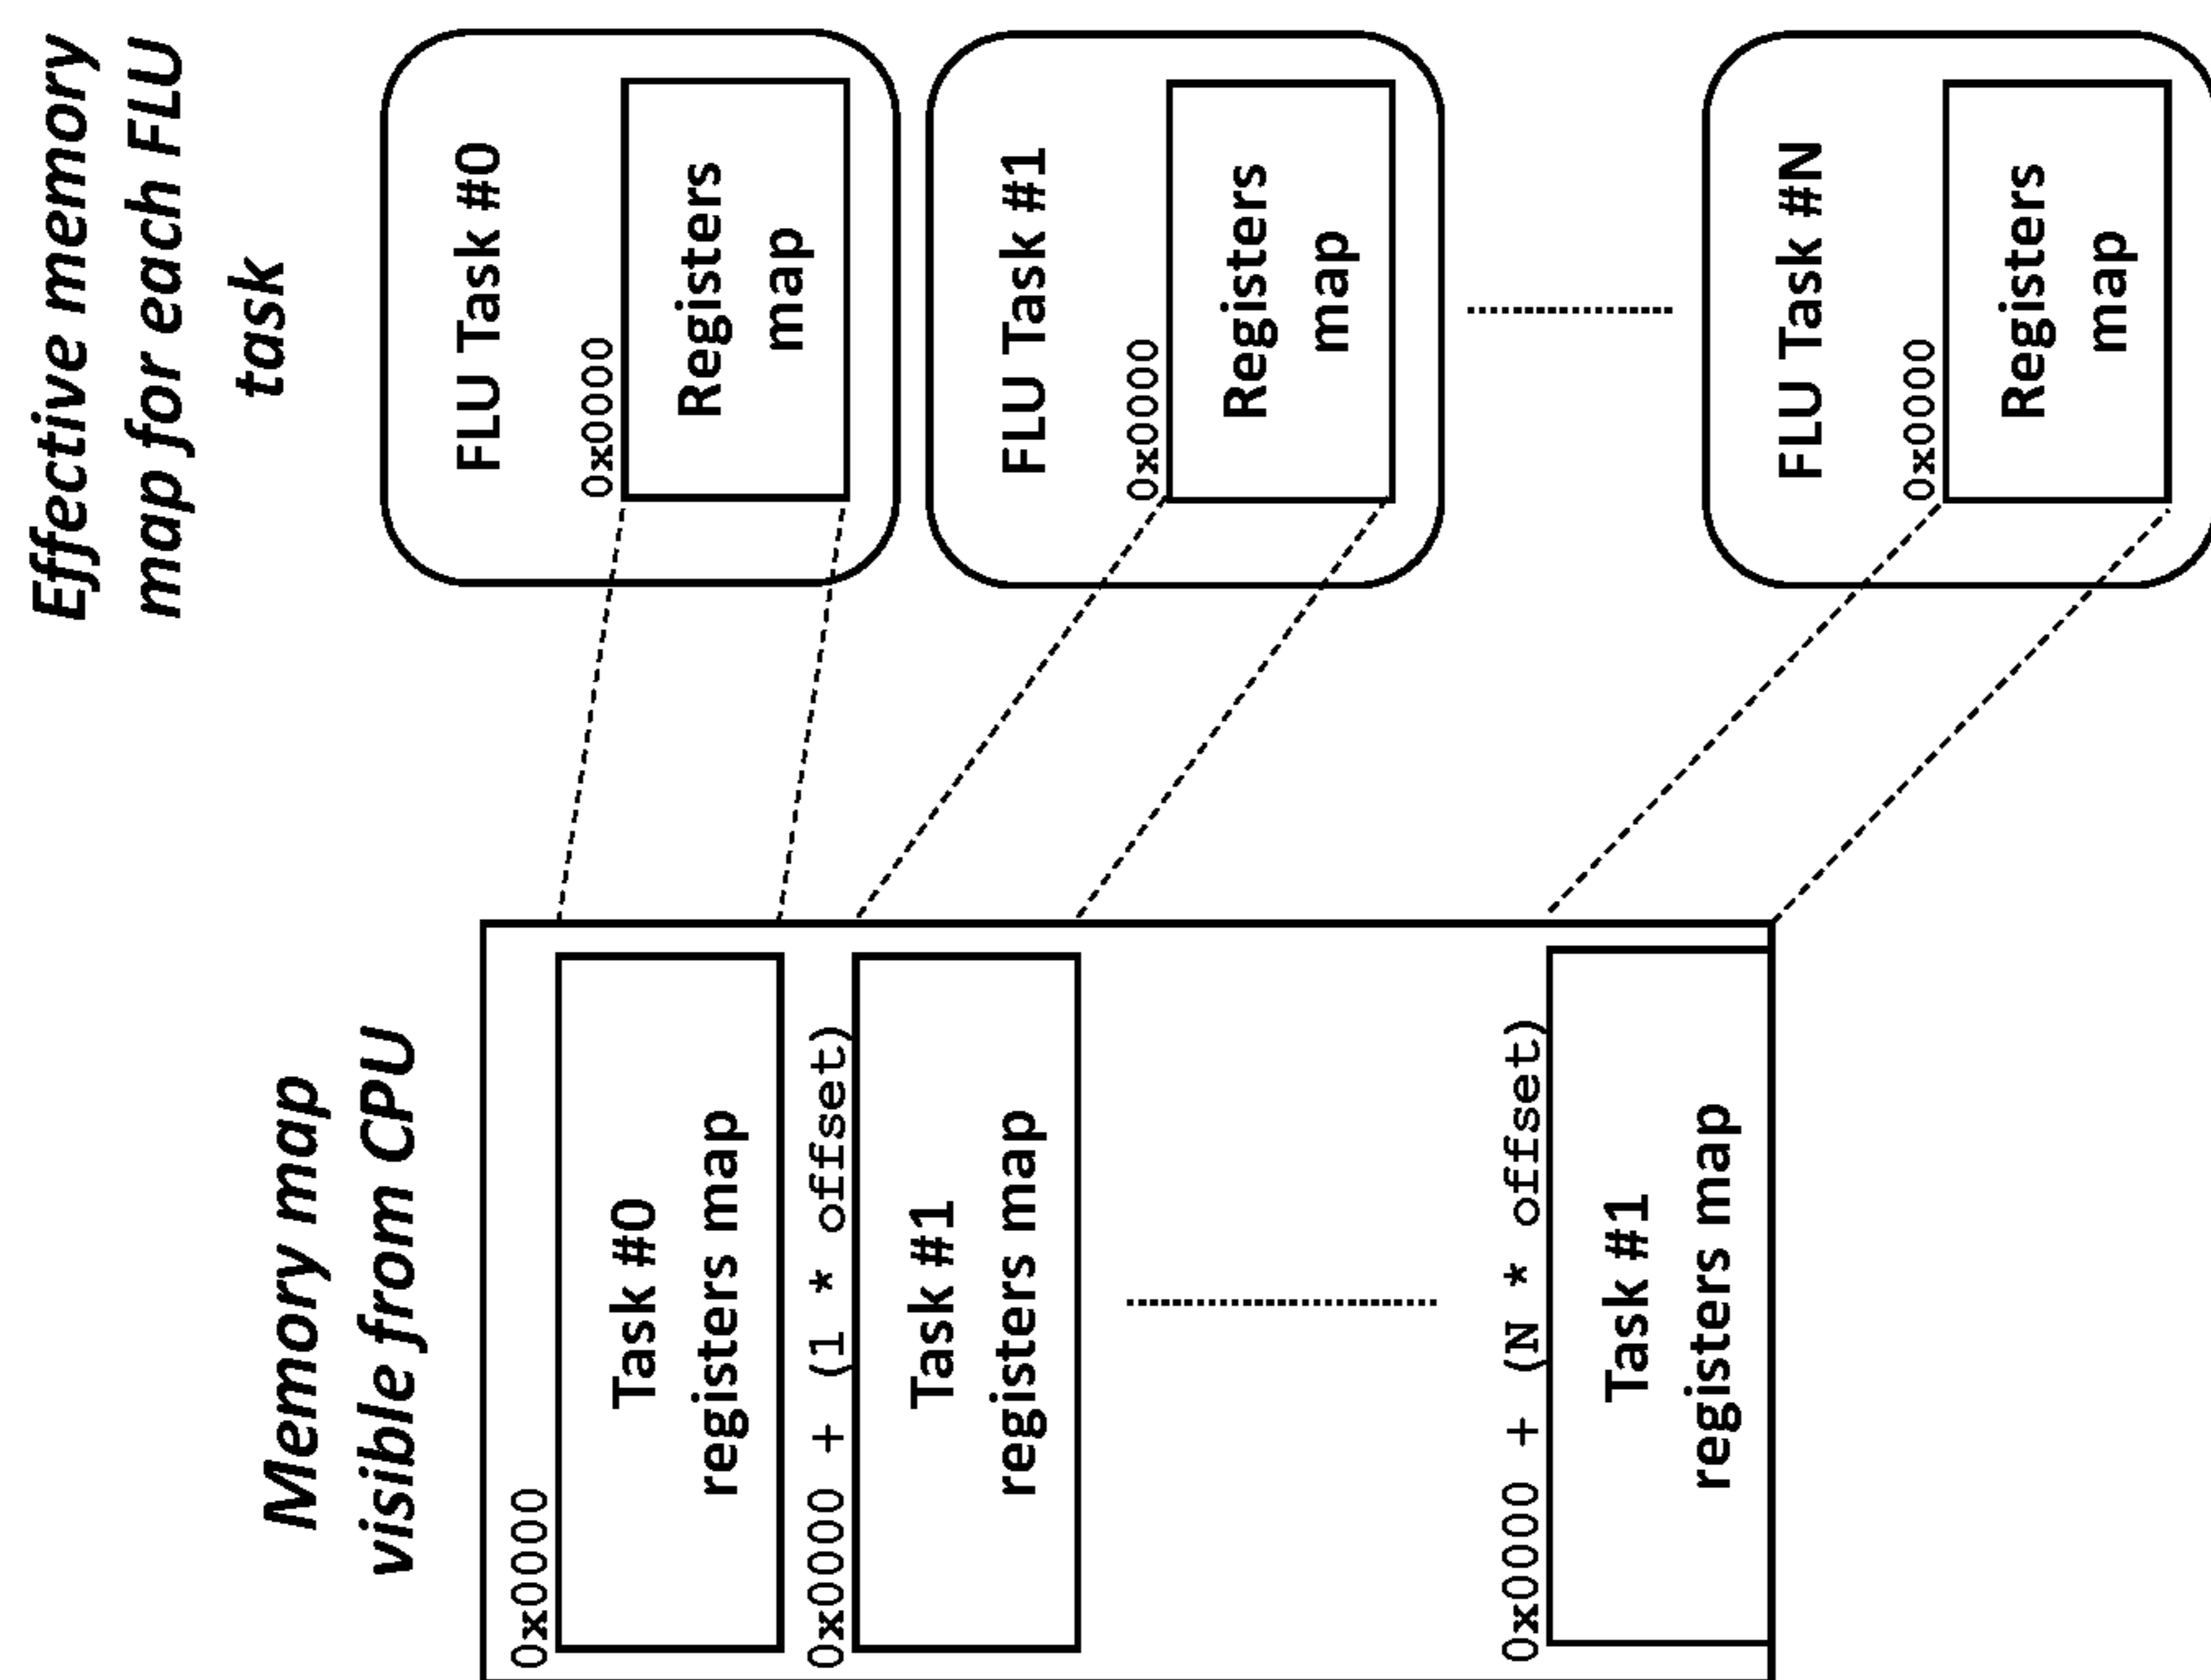 Memory map
visible from CPU
0x0000
Task #0
registers map
0x0000 + (1 * offset)
Task #1
registers map
0x0000 + (N * offset)
Task #1
registers map
Effective memory
map for each FLU
task
FLU Task #0
0x0000
Registers
map
FLU Task #1
0x0000
Registers
map
FLU Task #N
0x0000
Registers
map